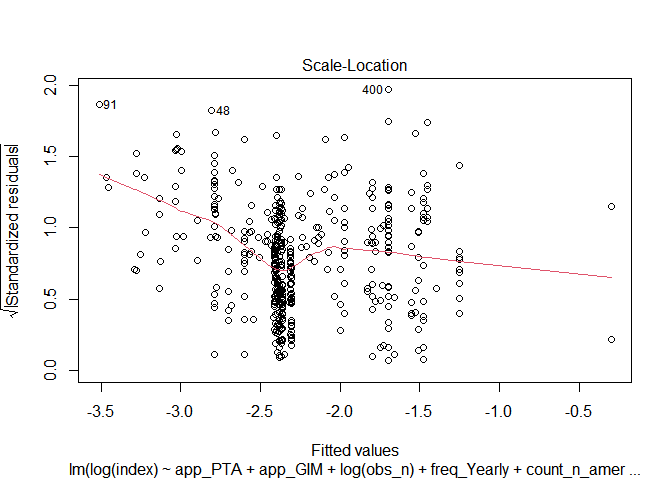 Scale-Location
√|Standardized residuals|
2.0
1.5
1.0
0.5
0.0
91
48
400
-3.5 -3.0 -2.5 -2.0 -1.5 -1.0 -0.5
Fitted values
lm(log(index) ~ app_PTA + app_GIM + log(obs_n) + freq_Yearly + count_n_amer ...